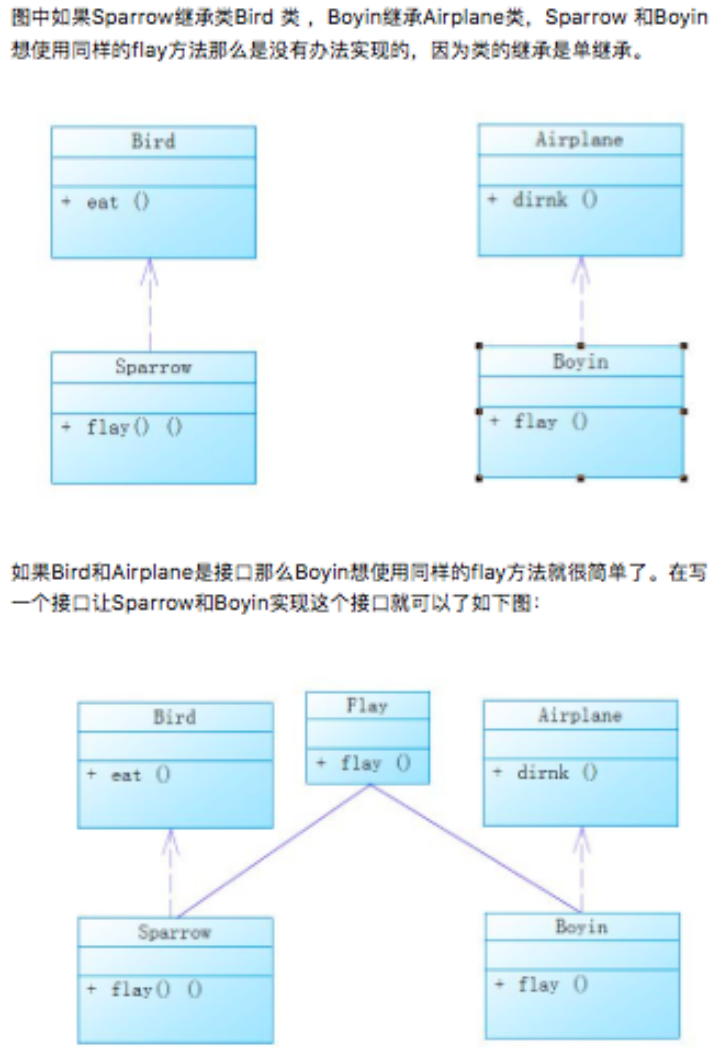 图中如果Sparrow继承类Bird 类 ，Boyin继承Airplane类，Sparrow 和Boyin
想使用同样的flay方法那么是没有办法实现的，因为类的继承是单继承。
Bird
+ eat ()
Airplane
+ dirnk ()
Sparrow
+ flay() ()
Boyin
+ flay ()
如果Bird和Airplane是接口那么Boyin想使用同样的flay方法就很简单了。在写
一个接口让Sparrow和Boyin实现这个接口就可以了如下图：
Bird
+ eat ()
Flay
+ flay ()
Airplane
+ dirnk ()
Sparrow
+ flay() ()
Boyin
+ flay ()